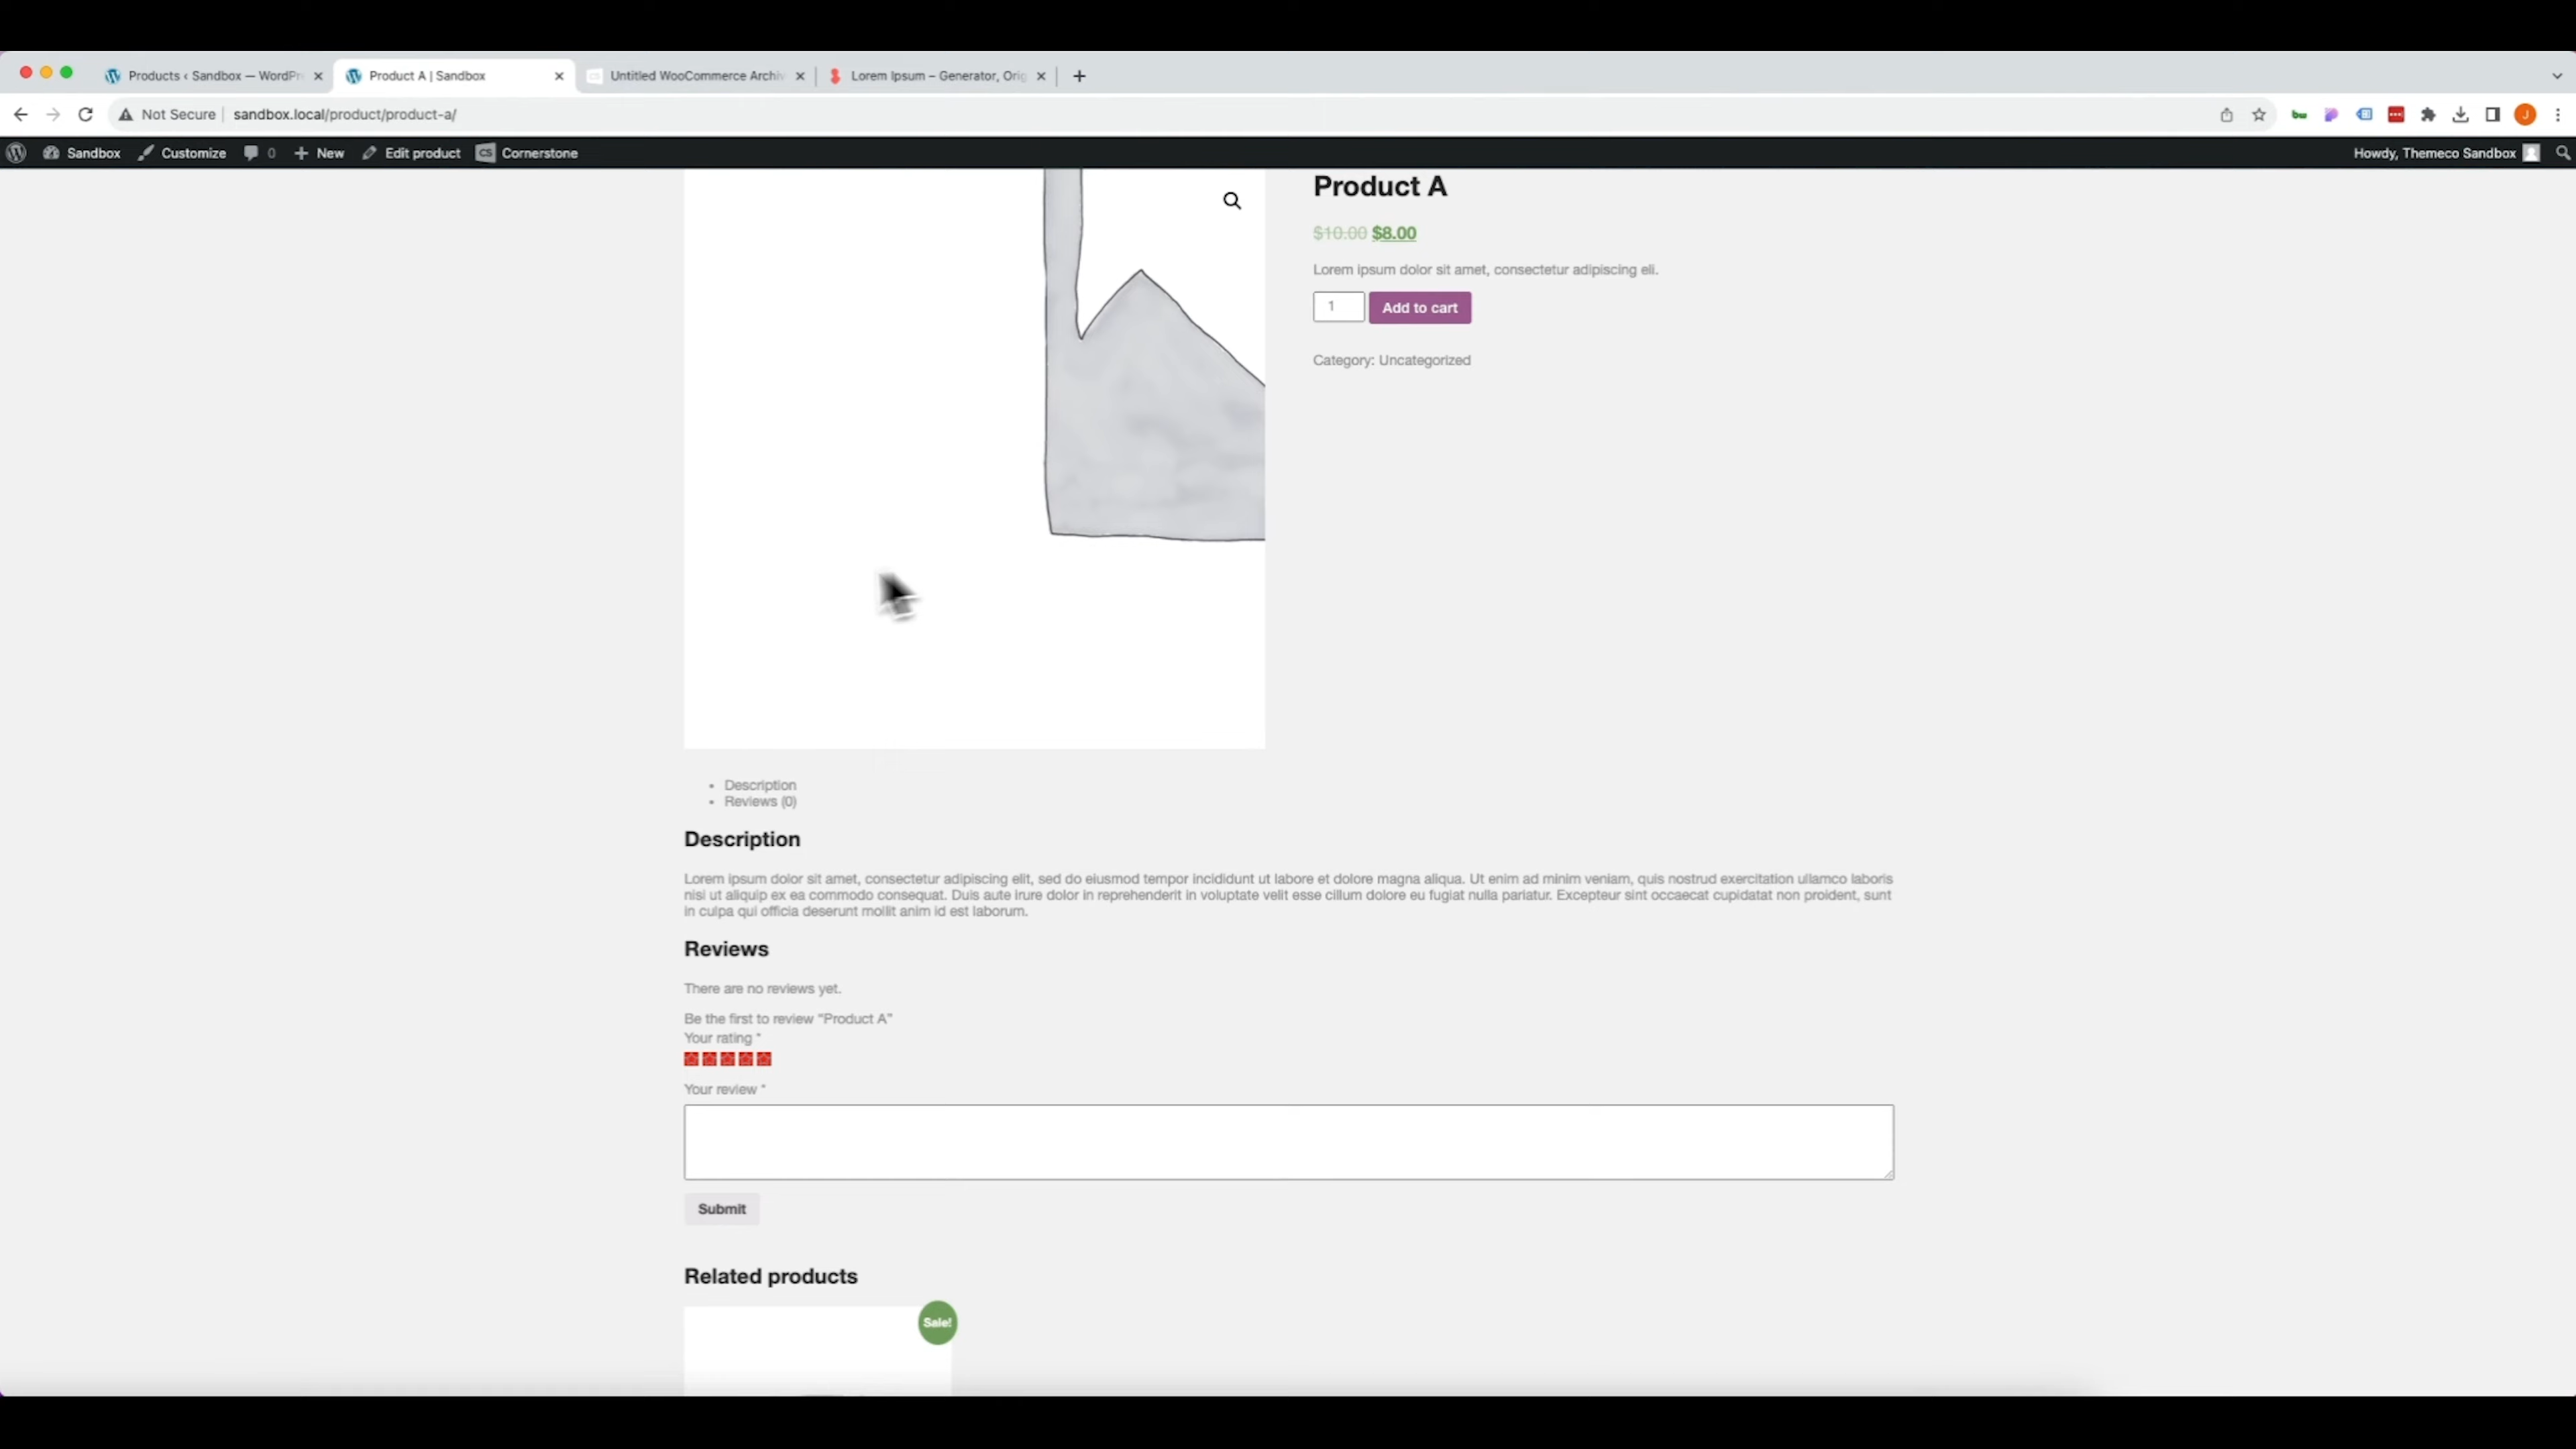 Products ‹ Sandbox — WordPr
Product A | Sandbox
Untitled WooCommerce Archiv
Lorem Ipsum – Generator, Orig
Not Secure
sandbox.local/product/product-a/
J
Sandbox
Customize
0
New
Edit product
CS
Cornerstone
Howdy, Themeco Sandbox
Product A
$10.00 $8.00
Lorem ipsum dolor sit amet, consectetur adipiscing eli.
1
Add to cart
Category: Uncategorized
• Description
• Reviews (0)
Description
Lorem ipsum dolor sit amet, consectetur adipiscing elit, sed do eiusmod tempor incididunt ut labore et dolore magna aliqua. Ut enim ad minim veniam, quis nostrud exercitation ullamco laboris
nisi ut aliquip ex ea commodo consequat. Duis aute irure dolor in reprehenderit in voluptate velit esse cillum dolore eu fugiat nulla pariatur. Excepteur sint occaecat cupidatat non proident, sunt
in culpa qui officia deserunt mollit anim id est laborum.
Reviews
There are no reviews yet.
Be the first to review “Product A”
Your rating *
Your review *
Submit
Related products
Sale!